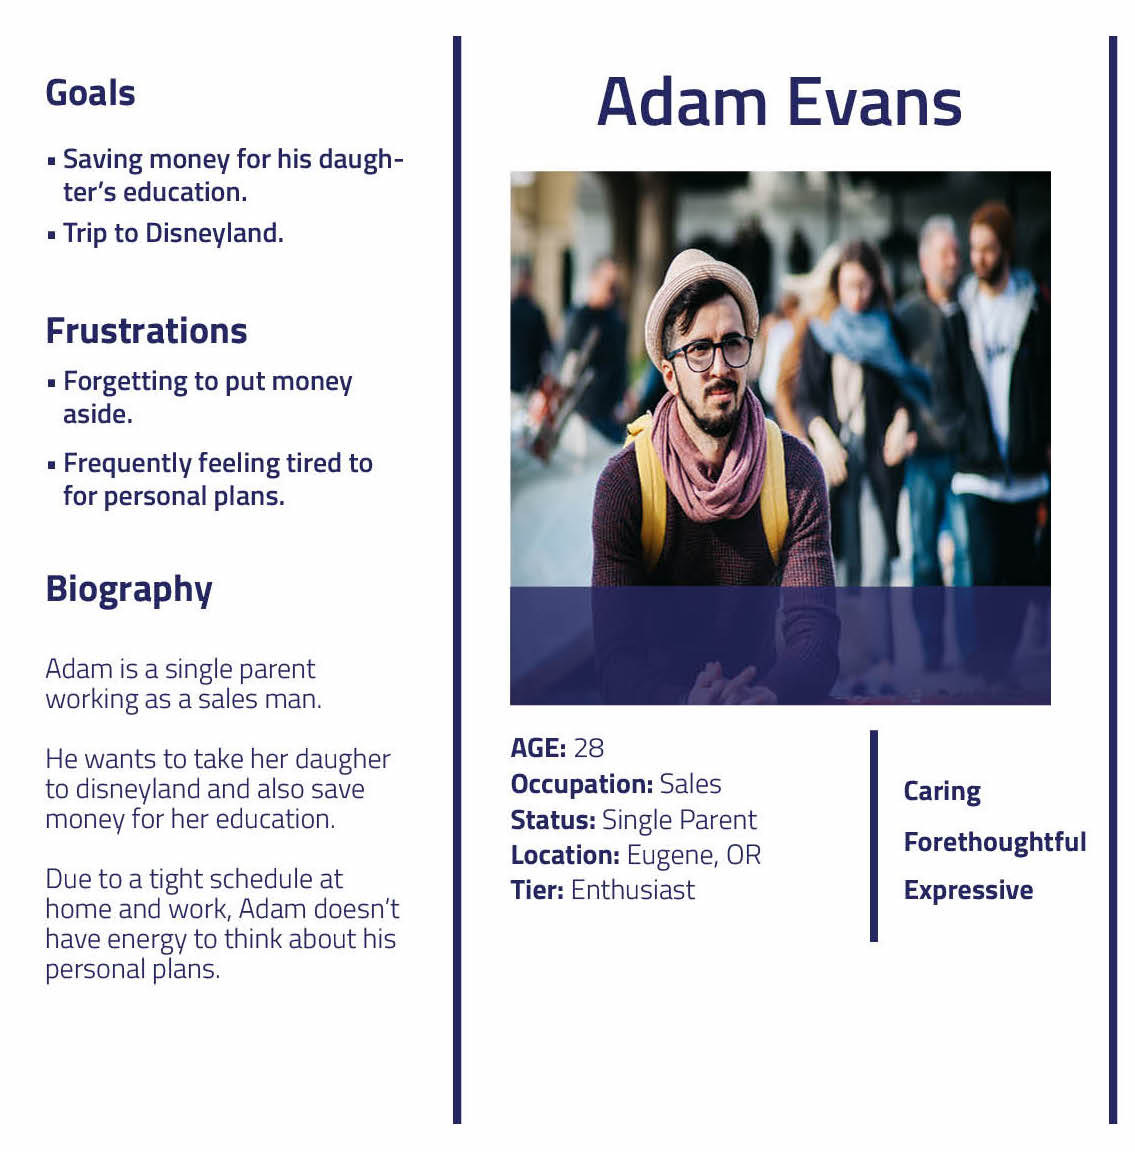 Goals
▪ Saving money for his daugh-
ter's education.
▪ Trip to Disneyland.
Frustrations
▪ Forgetting to put money
aside.
▪ Frequently feeling tired to
for personal plans.
Biography
Adam is a single parent
working as a sales man.
He wants to take her daugher
to disneyland and also save
money for her education.
Due to a tight schedule at
home and work, Adam doesn't
have energy to think about his
personal plans.
Adam Evans
AGE: 28
Occupation: Sales
Status: Single Parent
Location: Eugene, OR
Tier: Enthusiast
Caring
Forethoughtful
Expressive